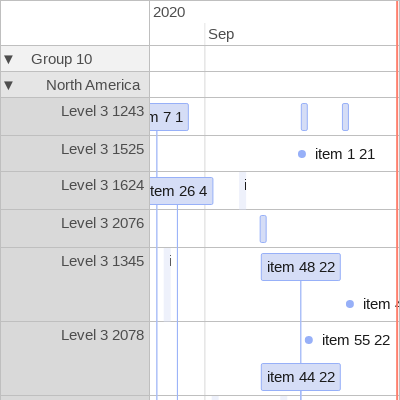 2020
Sep
▼ Group 10
▼ North America
Level 3 1243
m 7 1
Level 3 1525
item 1 21
Level 3 1624
tem 26 4
i
Level 3 2076
Level 3 1345
i
item 48 22
item 4
Level 3 2078
item 55 22
item 44 22